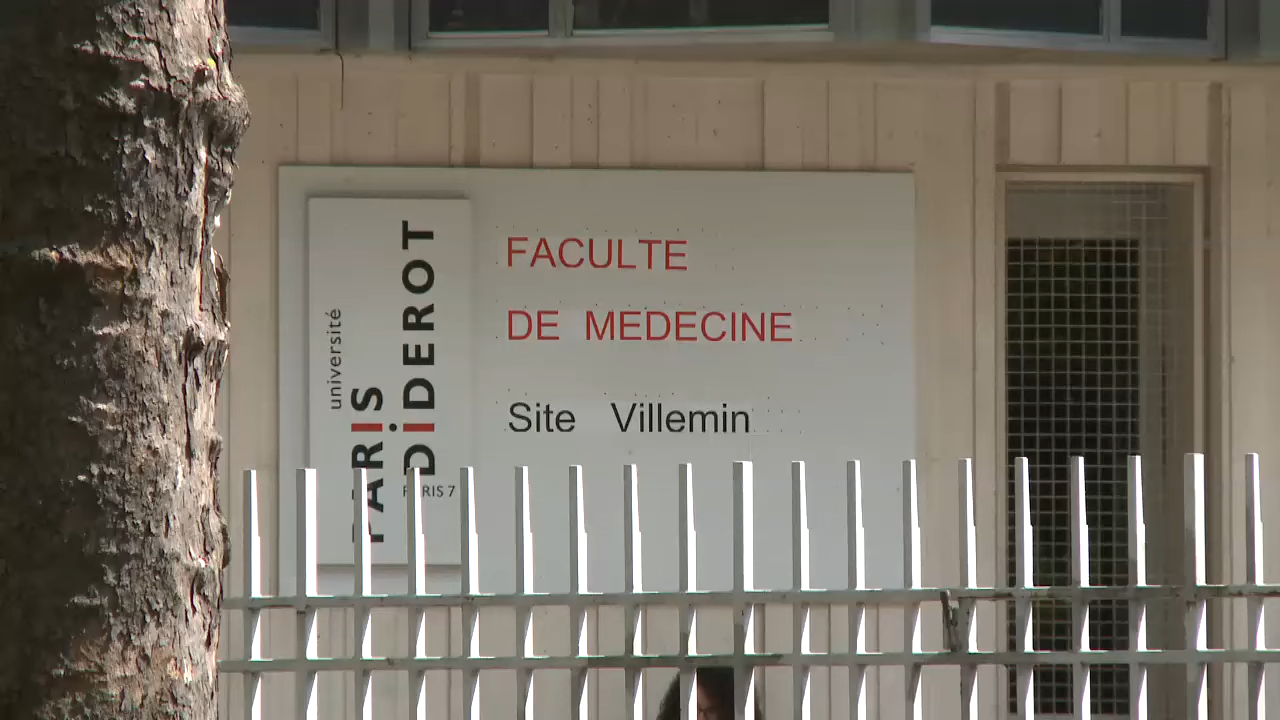 université
PARIS
DiDEROT
PARIS 7
FACULTE
DE MEDECINE
Site Villemin